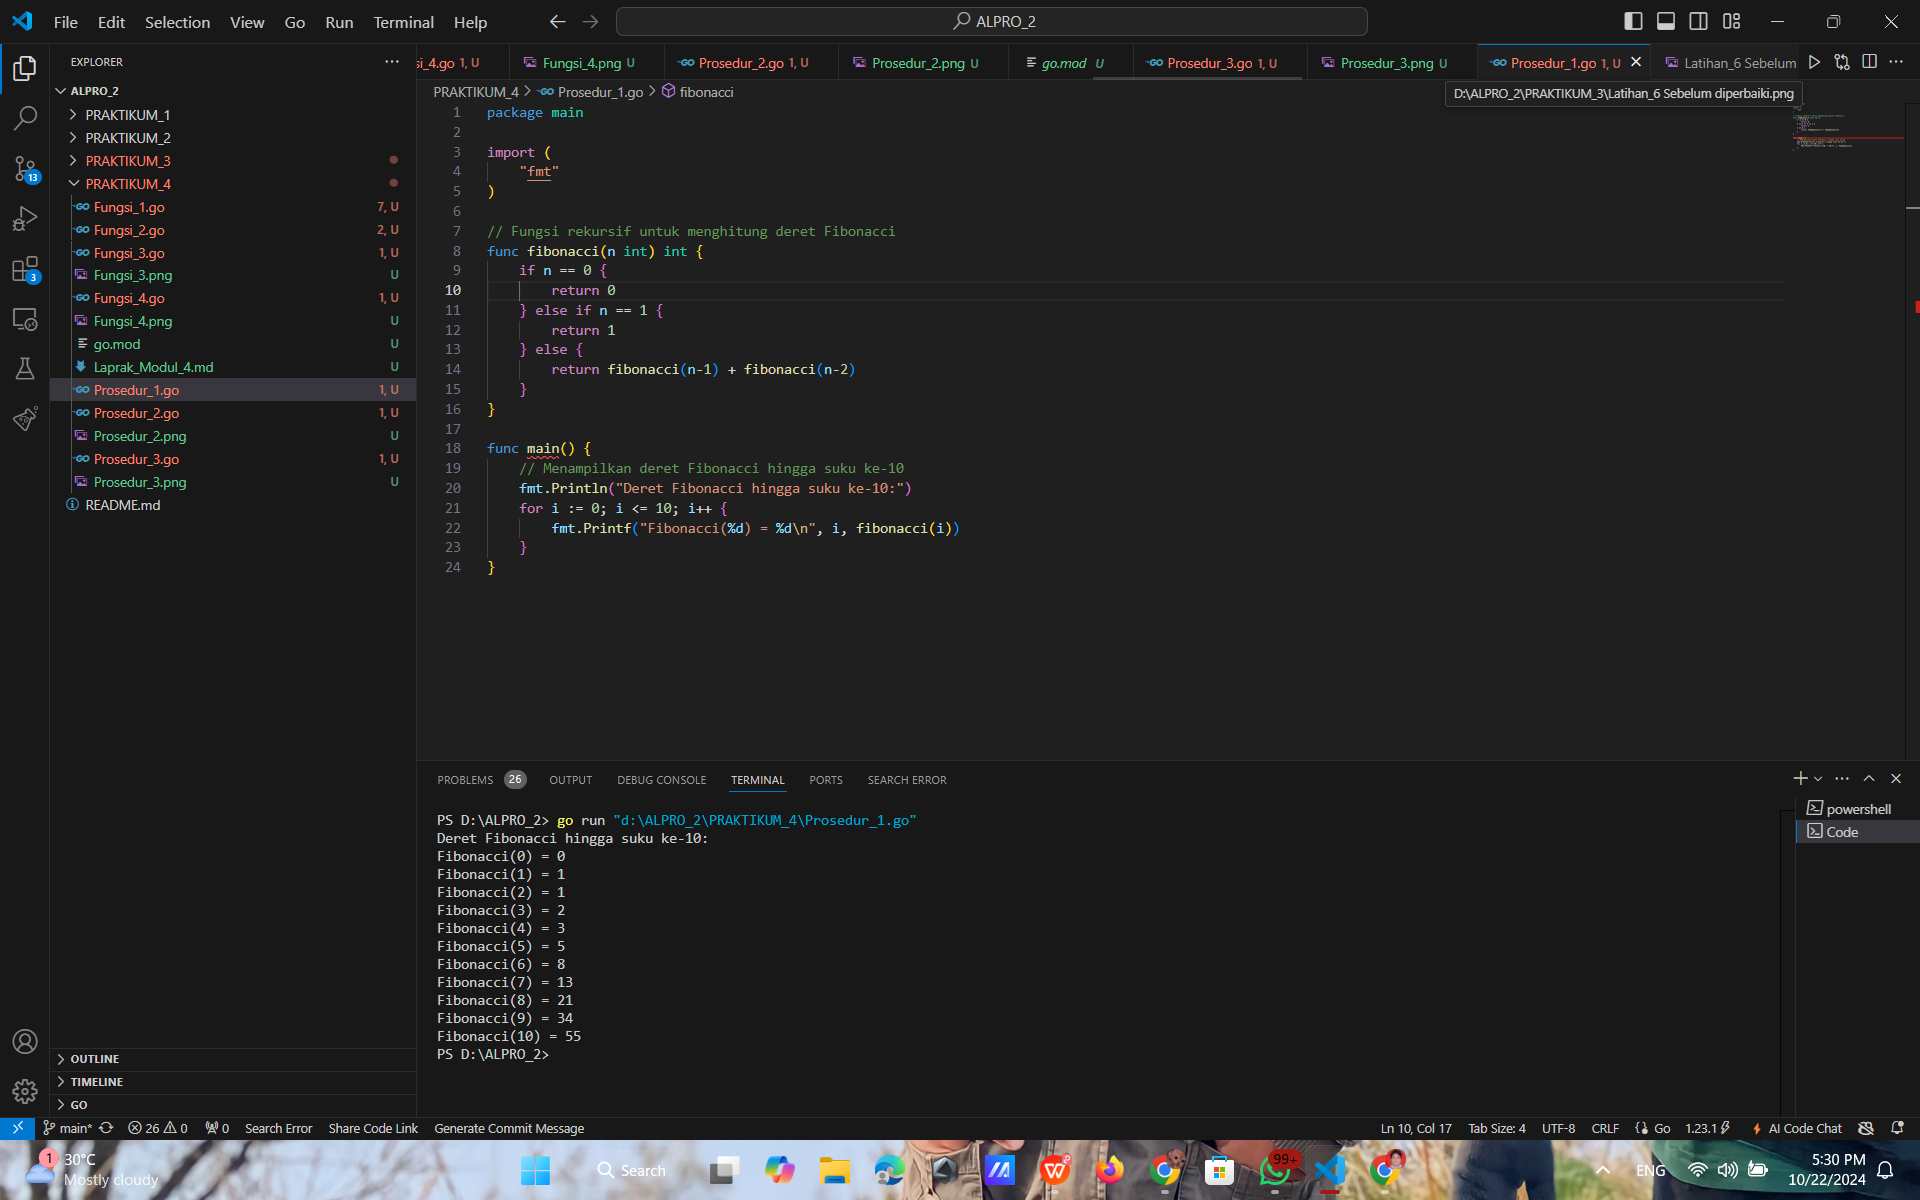 File Edit Selection View Go Run Terminal Help
ALPRO_2
EXPLORER
si_4.go 1, U
Fungsi_4.png U
Prosedur_2.go 1, U
Prosedur_2.png U
go.mod U
Prosedur_3.go 1, U
Prosedur_3.png U
Prosedur_1.go 1, U
Latihan_6 Sebelum
PRAKTIKUM_4 > Prosedur_1.go > fibonacci
D:\ALPRO_2\PRAKTIKUM_3\Latihan_6 Sebelum diperbaiki.png
ALPRO_2
PRAKTIKUM_1
PRAKTIKUM_2
PRAKTIKUM_3
PRAKTIKUM_4
Fungsi_1.go 7, U
Fungsi_2.go 2, U
Fungsi_3.go 1, U
Fungsi_3.png U
Fungsi_4.go 1, U
Fungsi_4.png U
go.mod U
Laprak_Modul_4.md U
Prosedur_1.go 1, U
Prosedur_2.go 1, U
Prosedur_2.png U
Prosedur_3.go 1, U
Prosedur_3.png U
README.md
13
3
OUTLINE
TIMELINE
GO
1 package main
2
3 import (
4 "fmt"
5 )
6
7 // Fungsi rekursif untuk menghitung deret Fibonacci
8 func fibonacci(n int) int {
9 if n == 0 {
10 return 0
11 } else if n == 1 {
12 return 1
13 } else {
14 return fibonacci(n-1) + fibonacci(n-2)
15 }
16 }
17
18 func main() {
19 // Menampilkan deret Fibonacci hingga suku ke-10
20 fmt.Println("Deret Fibonacci hingga suku ke-10:")
21 for i := 0; i <= 10; i++ {
22 fmt.Printf("Fibonacci(%d) = %d\n", i, fibonacci(i))
23 }
24 }
PROBLEMS 26 OUTPUT DEBUG CONSOLE TERMINAL PORTS SEARCH ERROR
powershell
Code
PS D:\ALPRO_2> go run "d:\ALPRO_2\PRAKTIKUM_4\Prosedur_1.go"
Deret Fibonacci hingga suku ke-10:
Fibonacci(0) = 0
Fibonacci(1) = 1
Fibonacci(2) = 1
Fibonacci(3) = 2
Fibonacci(4) = 3
Fibonacci(5) = 5
Fibonacci(6) = 8
Fibonacci(7) = 13
Fibonacci(8) = 21
Fibonacci(9) = 34
Fibonacci(10) = 55
PS D:\ALPRO_2>
main* 26 0 0 Search Error Share Code Link Generate Commit Message
Ln 10, Col 17 Tab Size: 4 UTF-8 CRLF Go 1.23.1 AI Code Chat
1
30°C
Mostly cloudy
Search
99+
ENG
5:30 PM
10/22/2024